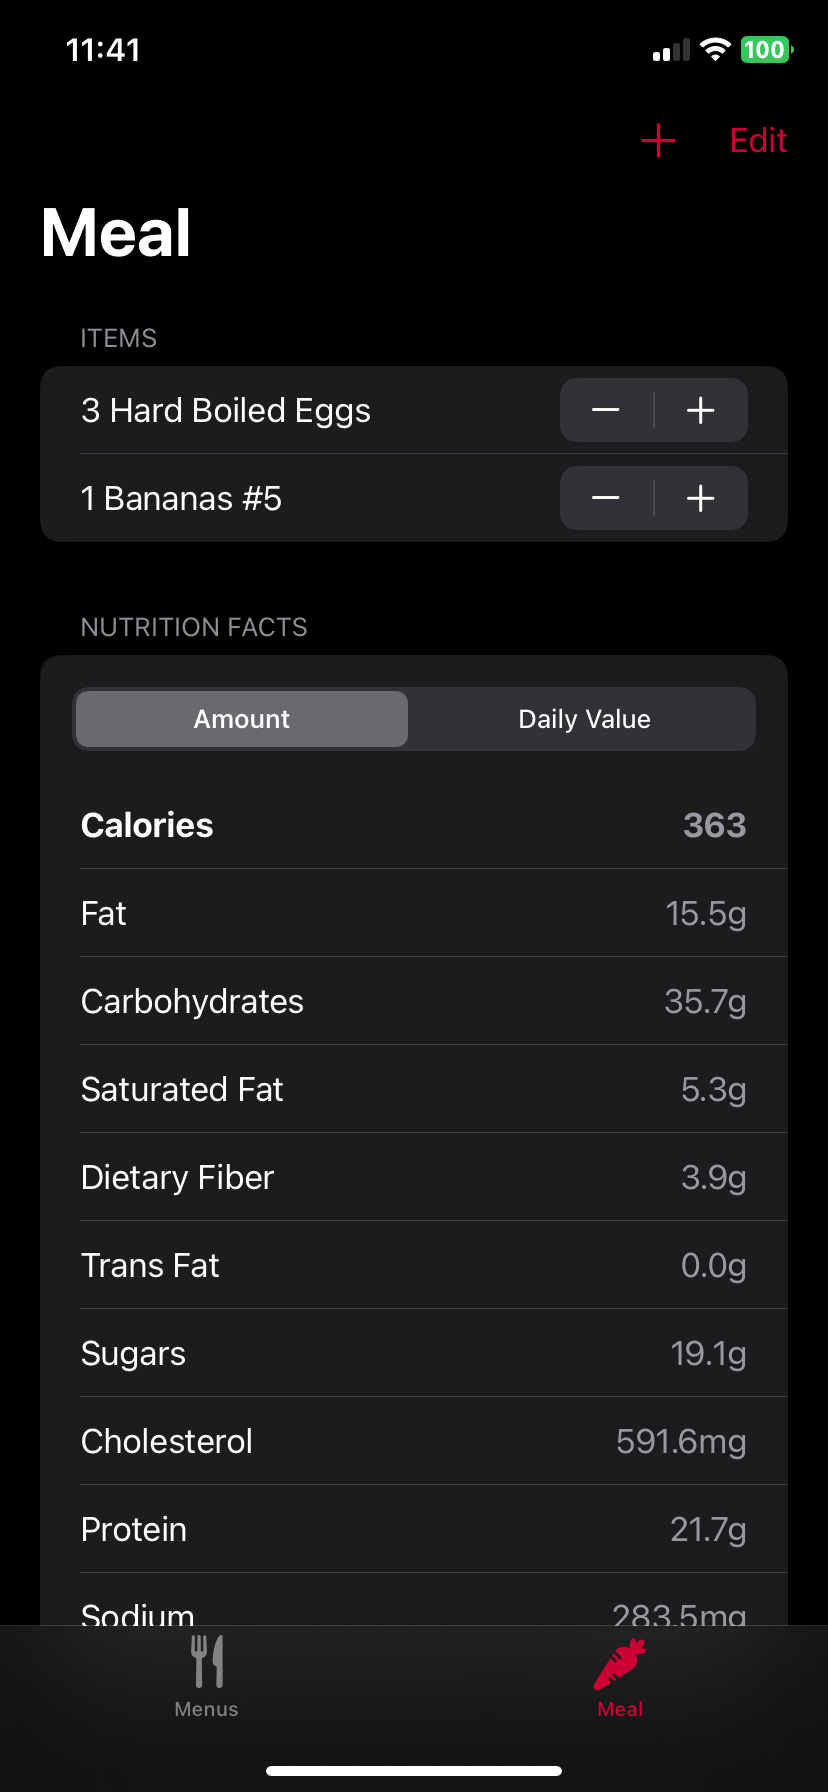 11:41
100
+ Edit
Meal
ITEMS
3 Hard Boiled Eggs − +
1 Bananas #5 − +
NUTRITION FACTS
Amount Daily Value
Calories 363
Fat 15.5g
Carbohydrates 35.7g
Saturated Fat 5.3g
Dietary Fiber 3.9g
Trans Fat 0.0g
Sugars 19.1g
Cholesterol 591.6mg
Protein 21.7g
Sodium 283.5mg
Menus Meal